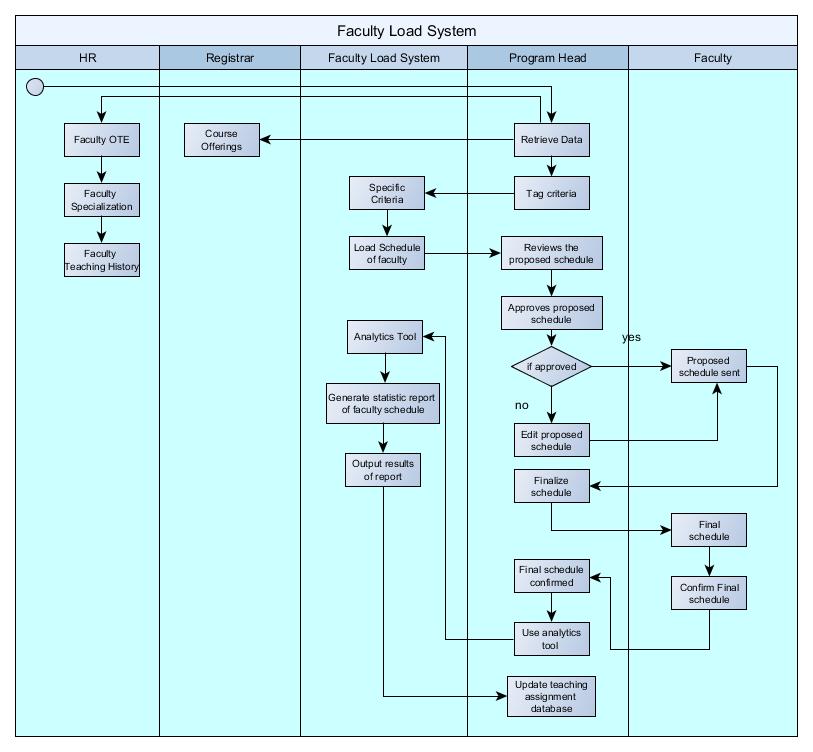 Faculty Load System
HR
Registrar
Faculty Load System
Program Head
Faculty
Faculty OTE
Course
Offerings
Retrieve Data
Faculty
Specialization
Specific
Criteria
Tag criteria
Faculty
Teaching History
Load Schedule
of faculty
Reviews the
proposed schedule
Approves proposed
schedule
Analytics Tool
yes
if approved
Proposed
schedule sent
Generate statistic report
of faculty schedule
no
Edit proposed
schedule
Output results
of report
Finalize
schedule
Final
schedule
Final schedule
confirmed
Confirm Final
schedule
Use analytics
tool
Update teaching
assignment
database